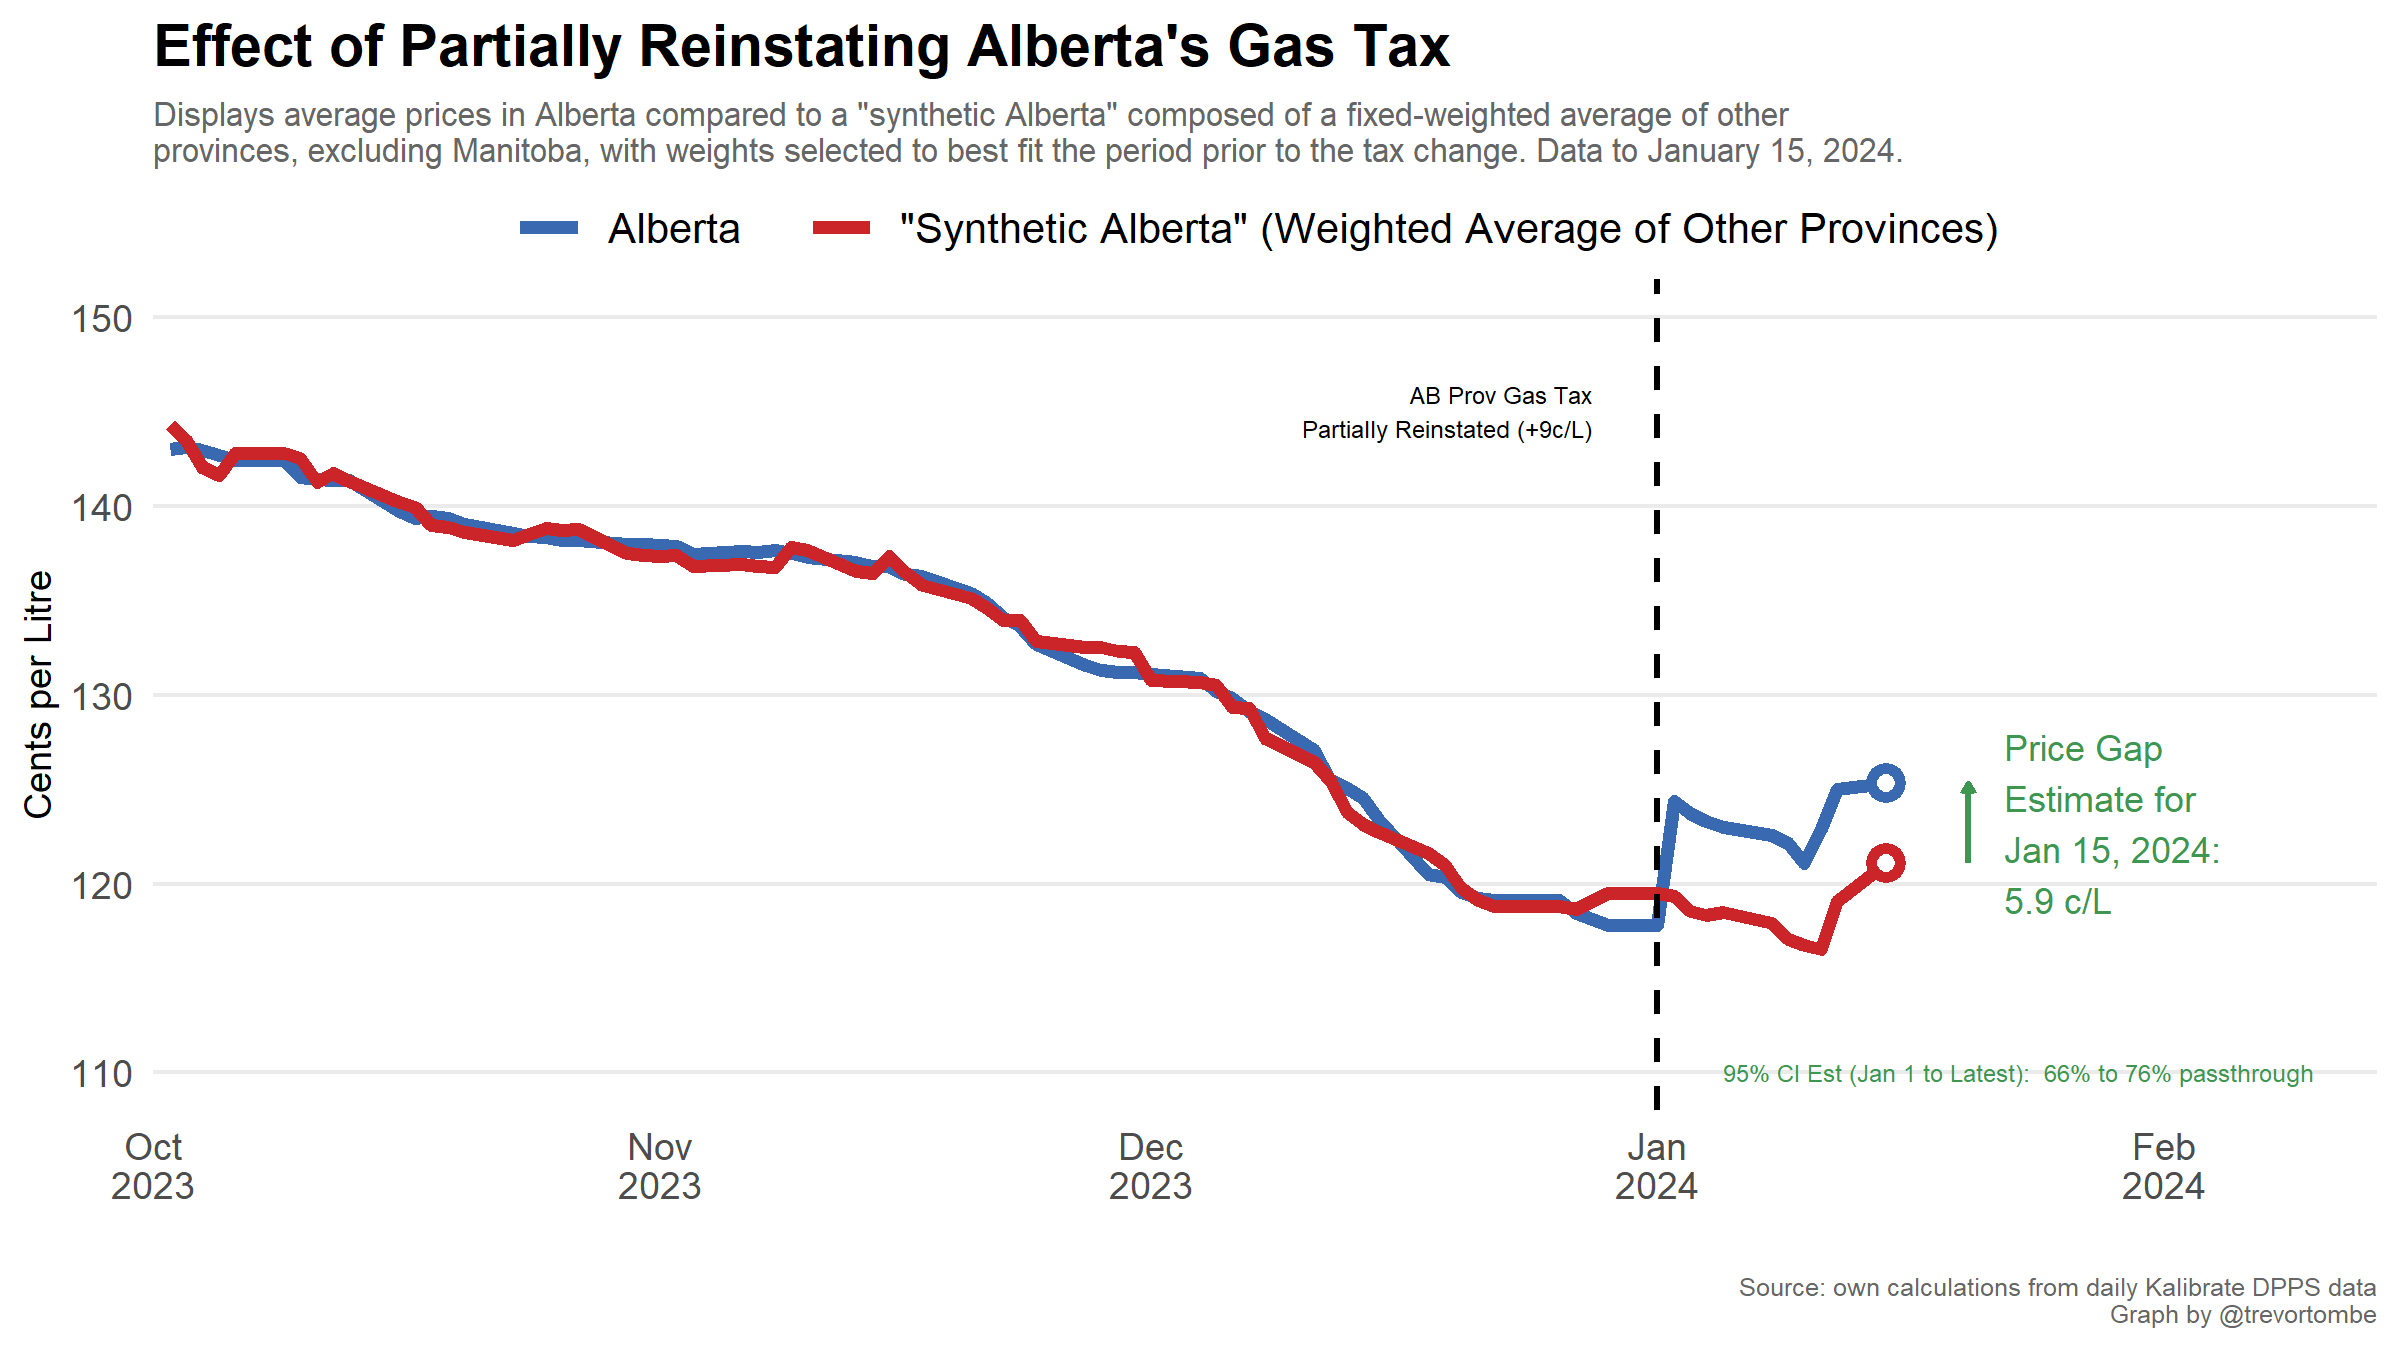 Effect of Partially Reinstating Alberta's Gas Tax
Displays average prices in Alberta compared to a "synthetic Alberta" composed of a fixed-weighted average of other
provinces, excluding Manitoba, with weights selected to best fit the period prior to the tax change. Data to January 15, 2024.
Alberta
"Synthetic Alberta" (Weighted Average of Other Provinces)
Cents per Litre
150
140
130
120
110
AB Prov Gas Tax
Partially Reinstated (+9c/L)
Price Gap
Estimate for
Jan 15, 2024:
5.9 c/L
95% CI Est (Jan 1 to Latest):  66% to 76% passthrough
Oct
2023
Nov
2023
Dec
2023
Jan
2024
Feb
2024
Source: own calculations from daily Kalibrate DPPS data
Graph by @trevortombe